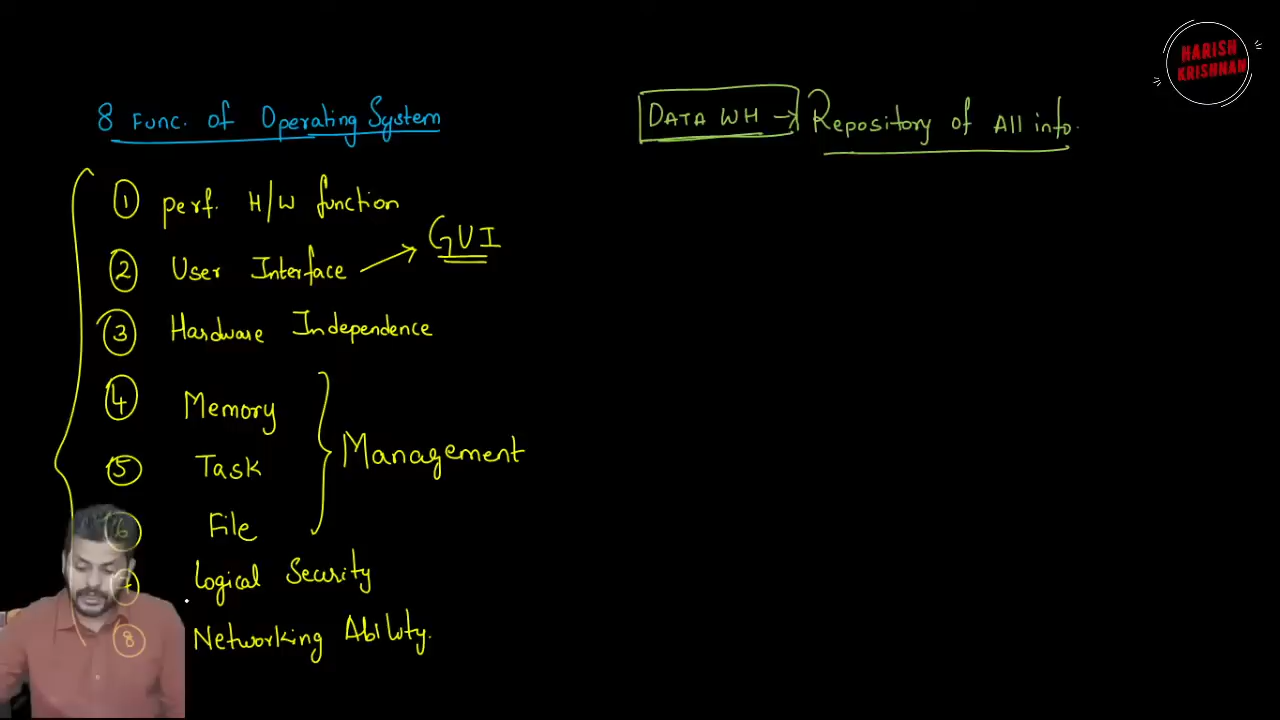 HARISH
KRISHNAN
8 Func. of Operating System
DATA WH → Repository of All info.
1 perf. H/W function
2 User Interface → GUI
3 Hardware Independence
4 Memory
5 Task
6 File
Management
7 Logical Security
8 Networking Ability.